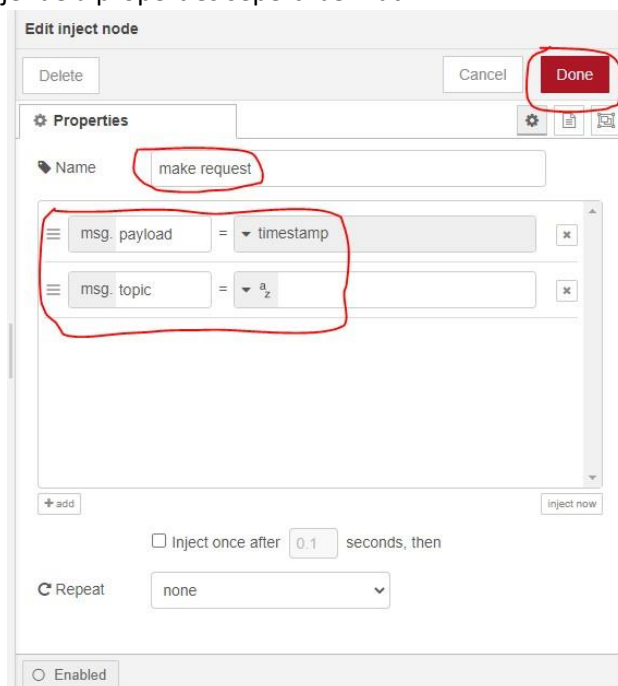 Edit inject node
Delete Cancel Done
Properties
Name make request
msg. payload = timestamp
msg. topic = az
+ add inject now
Inject once after 0.1 seconds, then
Repeat none
Enabled